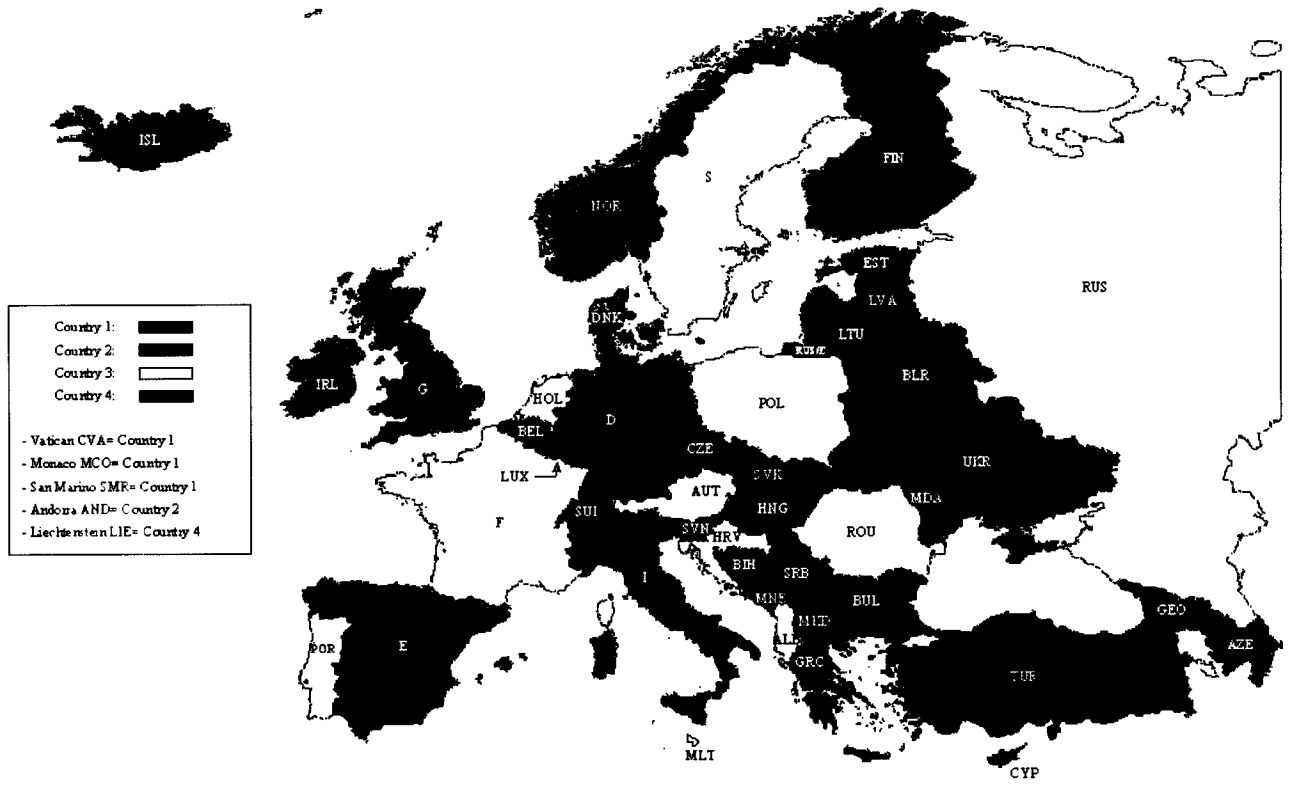 ISL
FIN
S
NOR
EST
RUS
LVA
DNK
LTU
Country 1:
Country 2:
Country 3:
Country 4:
- Vatican CVA= Country 1
- Monaco MCO= Country 1
- San Marino SMR= Country 1
- Andorra AND= Country 2
- Liechtenstein LIE= Country 4
IRL
G
HOL
D
POL
BLR
BEL
CZE
LUX
SVK
UKR
AUT
MDA
SUI
HNG
F
SVN
HRV
ROU
BIH
SRB
I
MNE
BUL
GEO
MKD
POR
E
GRC
AZE
TUR
MLT
CYP